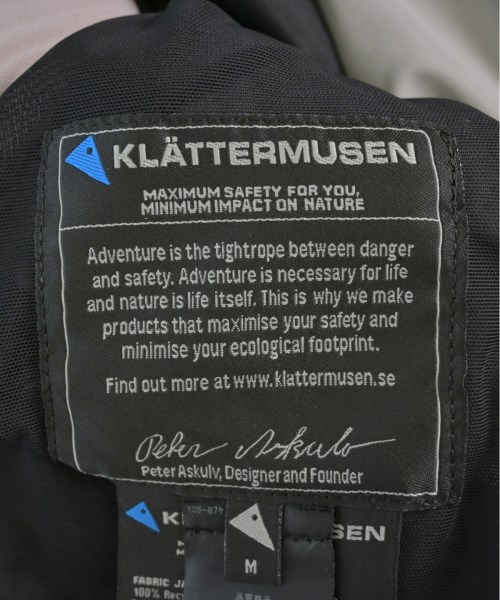 KLÄTTERMUSEN
MAXIMUM SAFETY FOR YOU,
MINIMUM IMPACT ON NATURE
Adventure is the tightrope between danger
and safety. Adventure is necessary for life
and nature is life itself. This is why we make
products that maximise your safety and
minimise your ecological footprint.
Find out more at www.klattermusen.se
Peter Askulv
Peter Askulv, Designer and Founder
M
FABRIC
100%